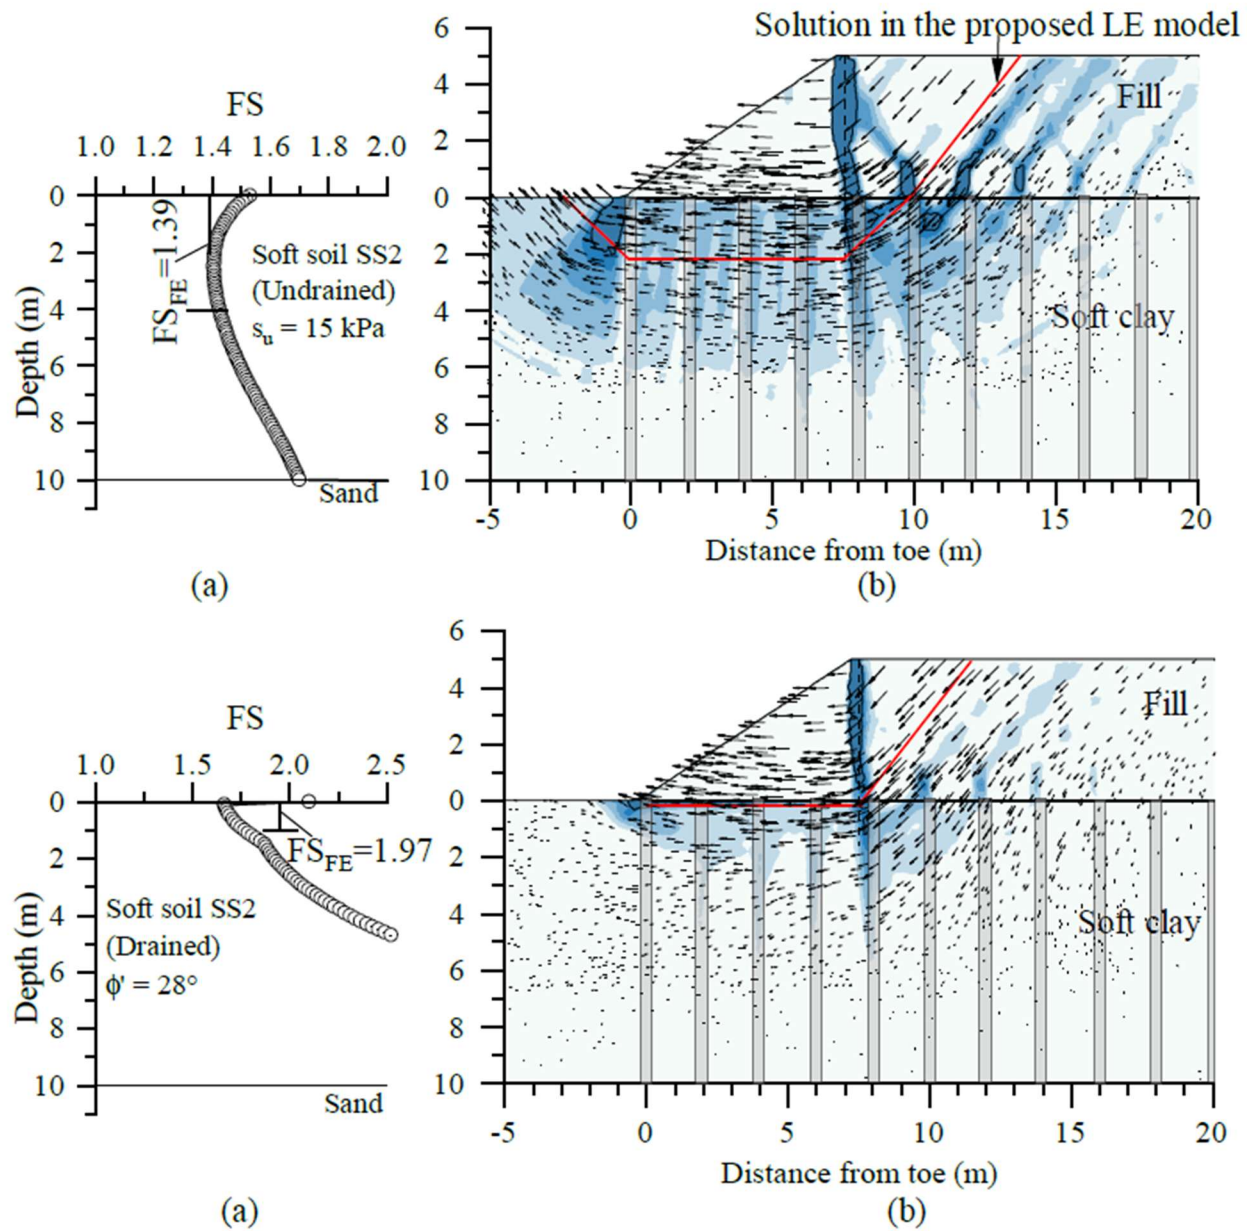 Solution in the proposed LE model
FS
1.0 1.2 1.4 1.6 1.8 2.0
0
2
4
6
8
10
Depth (m)
FS_FE=1.39
Soft soil SS2
(Undrained)
s_u = 15 kPa
Sand
(a)
6
4
2
0
2
4
6
8
10
Fill
Soft clay
-5 0 5 10 15 20
Distance from toe (m)
(b)
FS
1.0 1.5 2.0 2.5
0
2
4
6
8
10
Depth (m)
FS_FE=1.97
Soft soil SS2
(Drained)
ϕ' = 28°
Sand
(a)
6
4
2
0
2
4
6
8
10
Fill
Soft clay
-5 0 5 10 15 20
Distance from toe (m)
(b)